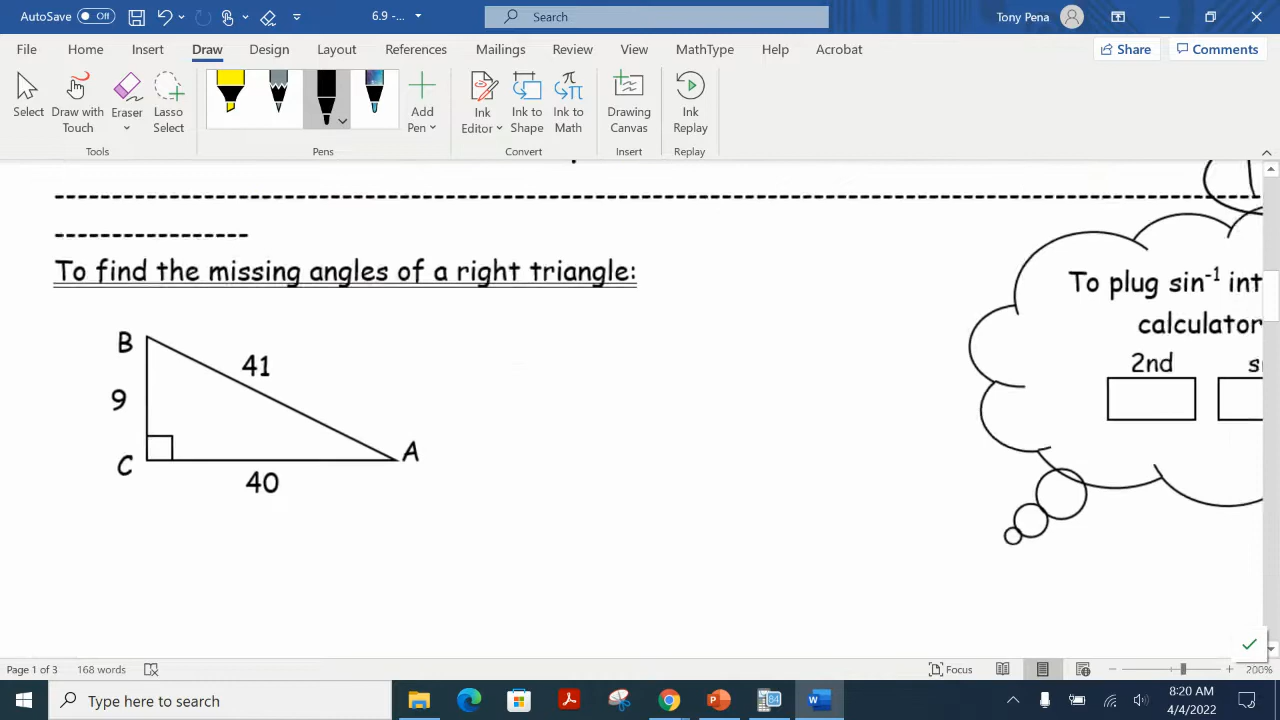 AutoSave Off 6.9 -... Search Tony Pena
File Home Insert Draw Design Layout References Mailings Review View MathType Help Acrobat Share Comments
Select Draw with Touch Eraser Lasso Select Add Pen Ink Editor Ink to Shape Ink to Math Drawing Canvas Ink Replay
Tools Pens Convert Insert Replay
To find the missing angles of a right triangle:
B
41
9
C
A
40
To plug sin⁻¹ int
calculator
2nd s
Page 1 of 3 168 words Focus 200%
Type here to search 8:20 AM
4/4/2022